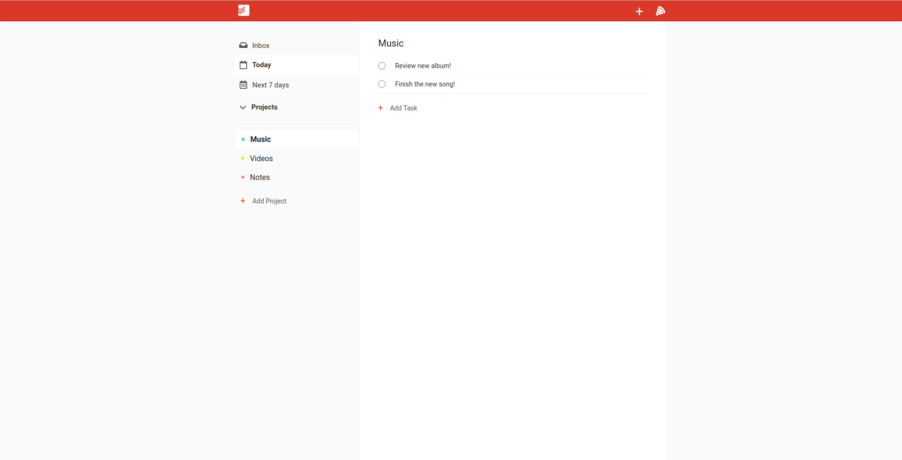 Inbox
Today
Next 7 days
Projects
Music
Videos
Notes
+ Add Project
Music
Review new album!
Finish the new song!
+ Add Task